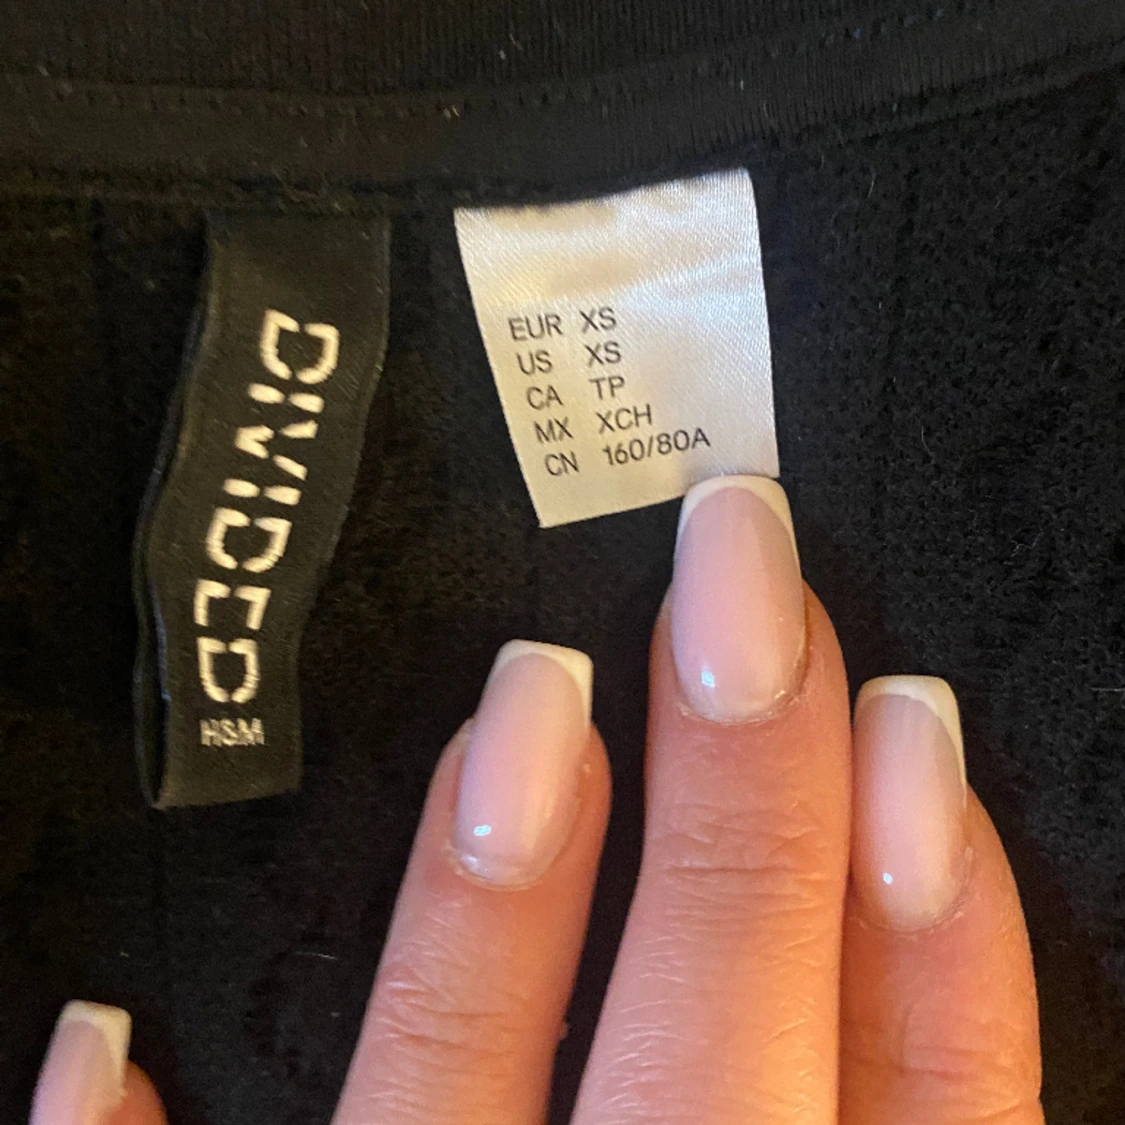 DIVIDED
H&M
EUR XS
US XS
CA TP
MX XCH
CN 160/80A